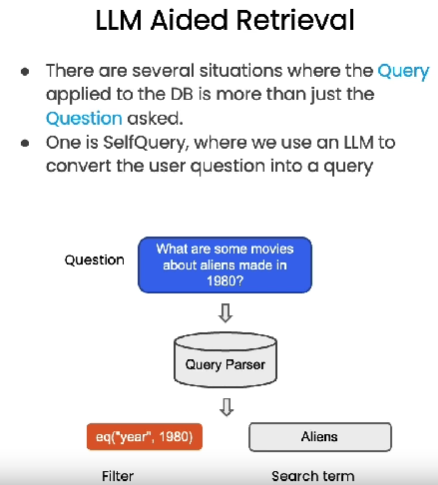 LLM Aided Retrieval
• There are several situations where the Query
applied to the DB is more than just the
Question asked.
• One is SelfQuery, where we use an LLM to
convert the user question into a query
Question
What are some movies
about aliens made in
1980?
Query Parser
eq("year", 1980)
Aliens
Filter
Search term